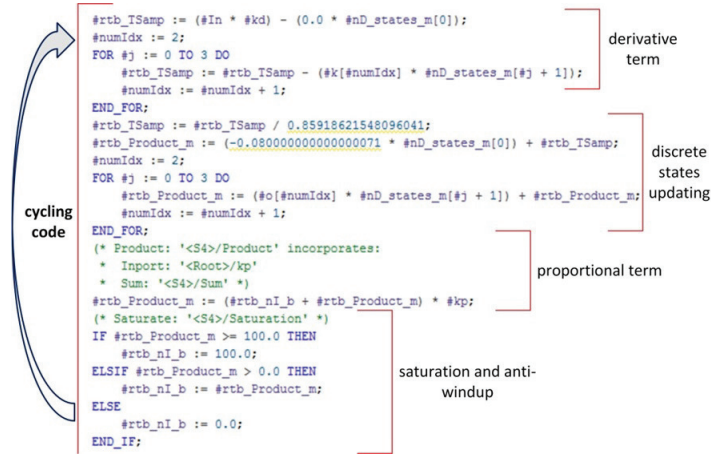 #rtb_TSamp := (#In * #kd) - (0.0 * #nD_states_m[0]);
#numIdx := 2;
FOR #j := 0 TO 3 DO
#rtb_TSamp := #rtb_TSamp - (#k[#numIdx] * #nD_states_m[#j + 1]);
#numIdx := #numIdx + 1;
END_FOR;
#rtb_TSamp := #rtb_TSamp / 0.85918621548096041;
#rtb_Product_m := (-0.080000000000000071 * #nD_states_m[0]) + #rtb_TSamp;
#numIdx := 2;
FOR #j := 0 TO 3 DO
#rtb_Product_m := (#o[#numIdx] * #nD_states_m[#j + 1]) + #rtb_Product_m;
#numIdx := #numIdx + 1;
END_FOR;
(* Product: '<S4>/Product' incorporates:
* Inport: '<Root>/kp'
* Sum: '<S4>/Sum' *)
#rtb_Product_m := (#rtb_nI_b + #rtb_Product_m) * #kp;
(* Saturate: '<S4>/Saturation' *)
IF #rtb_Product_m >= 100.0 THEN
#rtb_nI_b := 100.0;
ELSIF #rtb_Product_m > 0.0 THEN
#rtb_nI_b := #rtb_Product_m;
ELSE
#rtb_nI_b := 0.0;
END_IF;
cycling
code
derivative
term
discrete
states
updating
proportional term
saturation and anti-
windup